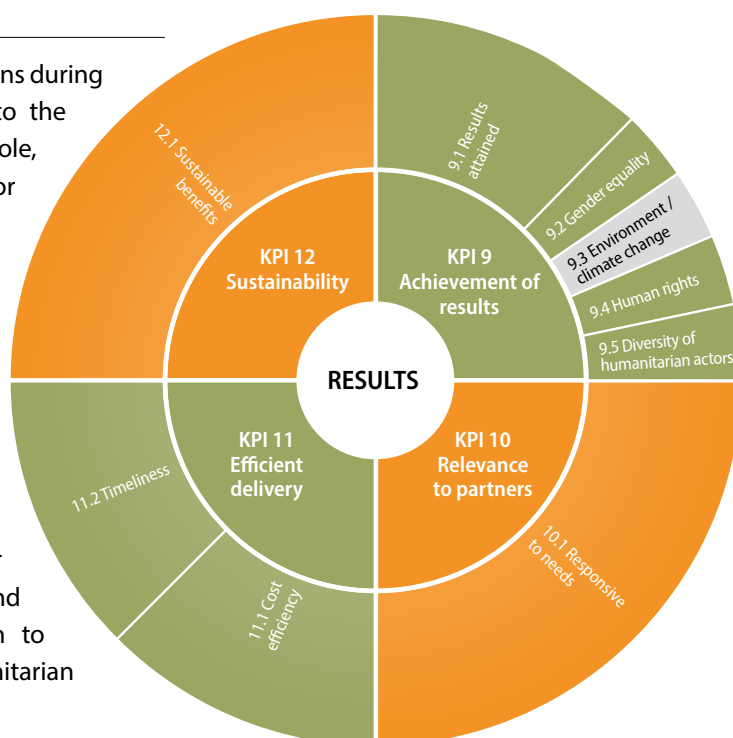 ns during
to the
ole,
or
12.1 Sustainable
benefits
9.1 Results
attained
9.2 Gender equality
9.3 Environment /
climate change
9.4 Human rights
9.5 Diversity of
humanitarian actors
KPI 12
Sustainability
KPI 9
Achievement of
results
RESULTS
KPI 11
Efficient
delivery
KPI 10
Relevance
to partners
11.2 Timeliness
11.1 Cost
efficiency
10.1 Responsive
to needs
nd
n to
nitarian